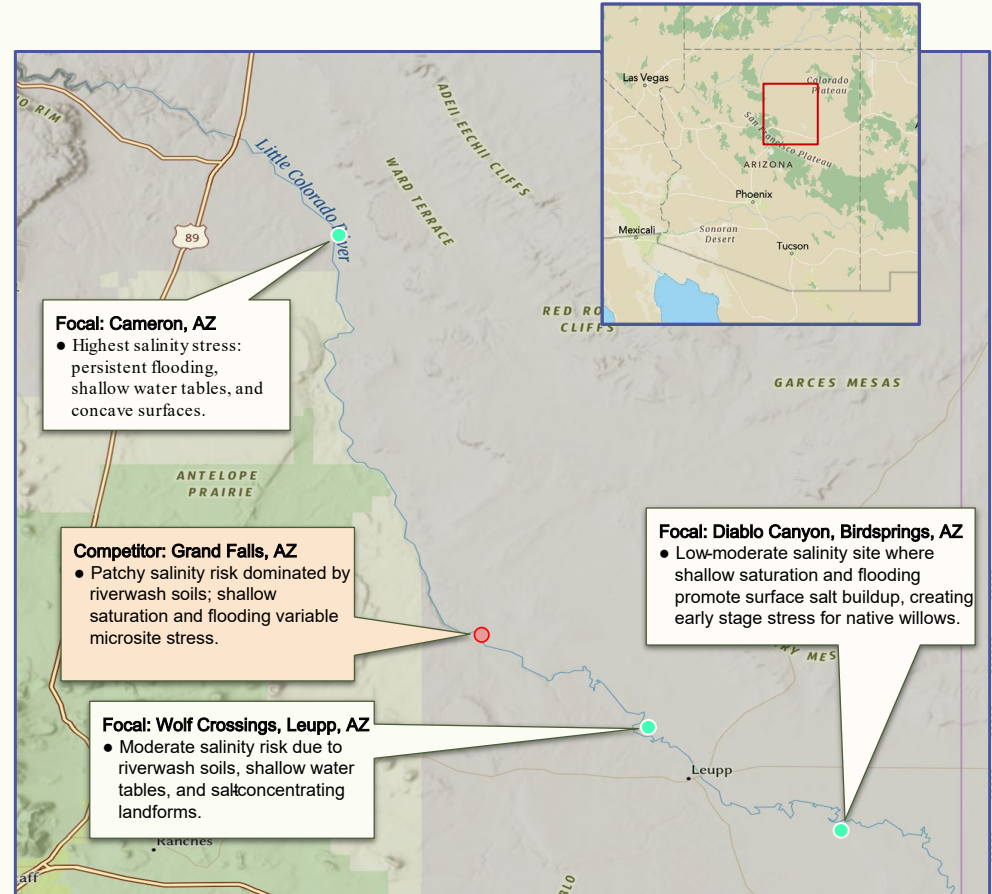 Las Vegas
Colorado
Plateau
San Francisco Plateau
ARIZONA
Phoenix
Mexicali
Sonoran
Desert
Tucson
RIM
ADEII EECHII CLIFFS
Little Colorado River
WARD TERRACE
89
RED RO
CLIFFS
Focal: Cameron, AZ
● Highest salinity stress:
persistent flooding,
shallow water tables, and
concave surfaces.
GARCES MESAS
ANTELOPE
PRAIRIE
Competitor: Grand Falls, AZ
● Patchy salinity risk dominated by
riverwash soils; shallow
saturation and flooding variable
microsite stress.
Focal: Diablo Canyon, Birdsprings, AZ
● Low-moderate salinity site where
shallow saturation and flooding
promote surface salt buildup, creating
early stage stress for native willows.
RY MES
Focal: Wolf Crossings, Leupp, AZ
● Moderate salinity risk due to
riverwash soils, shallow water
tables, and salt-concentrating
landforms.
Leupp
Ranches
aff
BLO